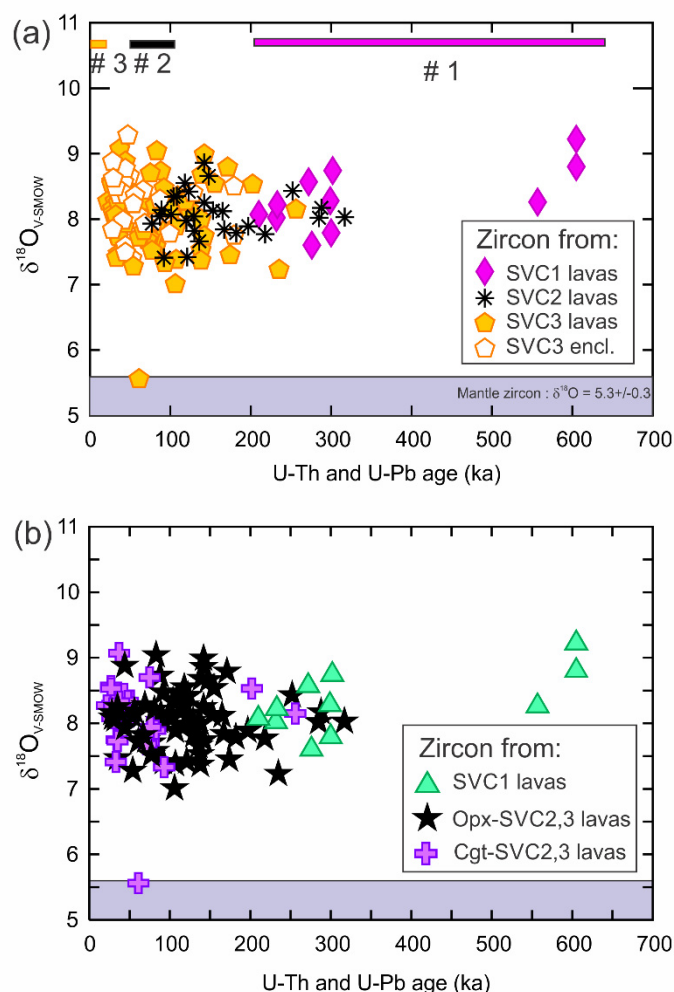 (a)
11
10
9
8
7
6
5
δ18OV-SMOW
# 3 # 2 # 1
Zircon from:
SVC1 lavas
SVC2 lavas
SVC3 lavas
SVC3 encl.
Mantle zircon : δ18O = 5.3+/-0.3
0 100 200 300 400 500 600 700
U-Th and U-Pb age (ka)
(b)
11
10
9
8
7
6
5
δ18OV-SMOW
Zircon from:
SVC1 lavas
Opx-SVC2,3 lavas
Cgt-SVC2,3 lavas
0 100 200 300 400 500 600 700
U-Th and U-Pb age (ka)